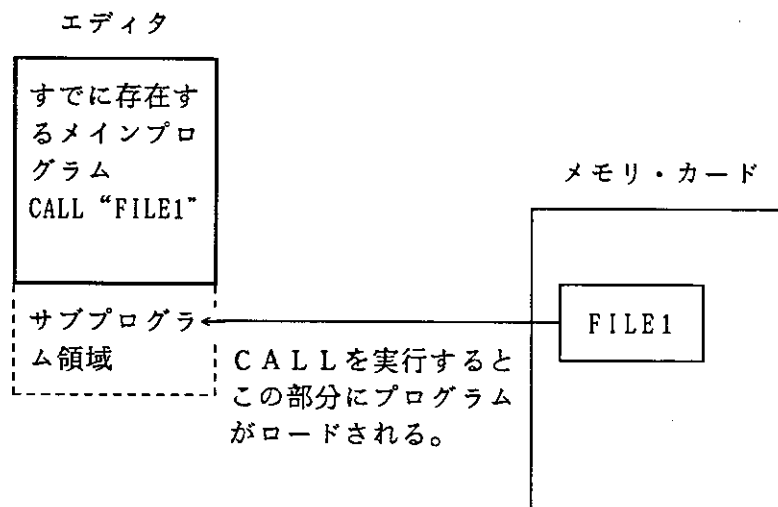 エディタ
すでに存在す
るメインプロ
グラム
CALL “FILE1”
サブプログラ
ム領域
メモリ・カード
FILE1
CALLを実行すると
この部分にプログラム
がロードされる。